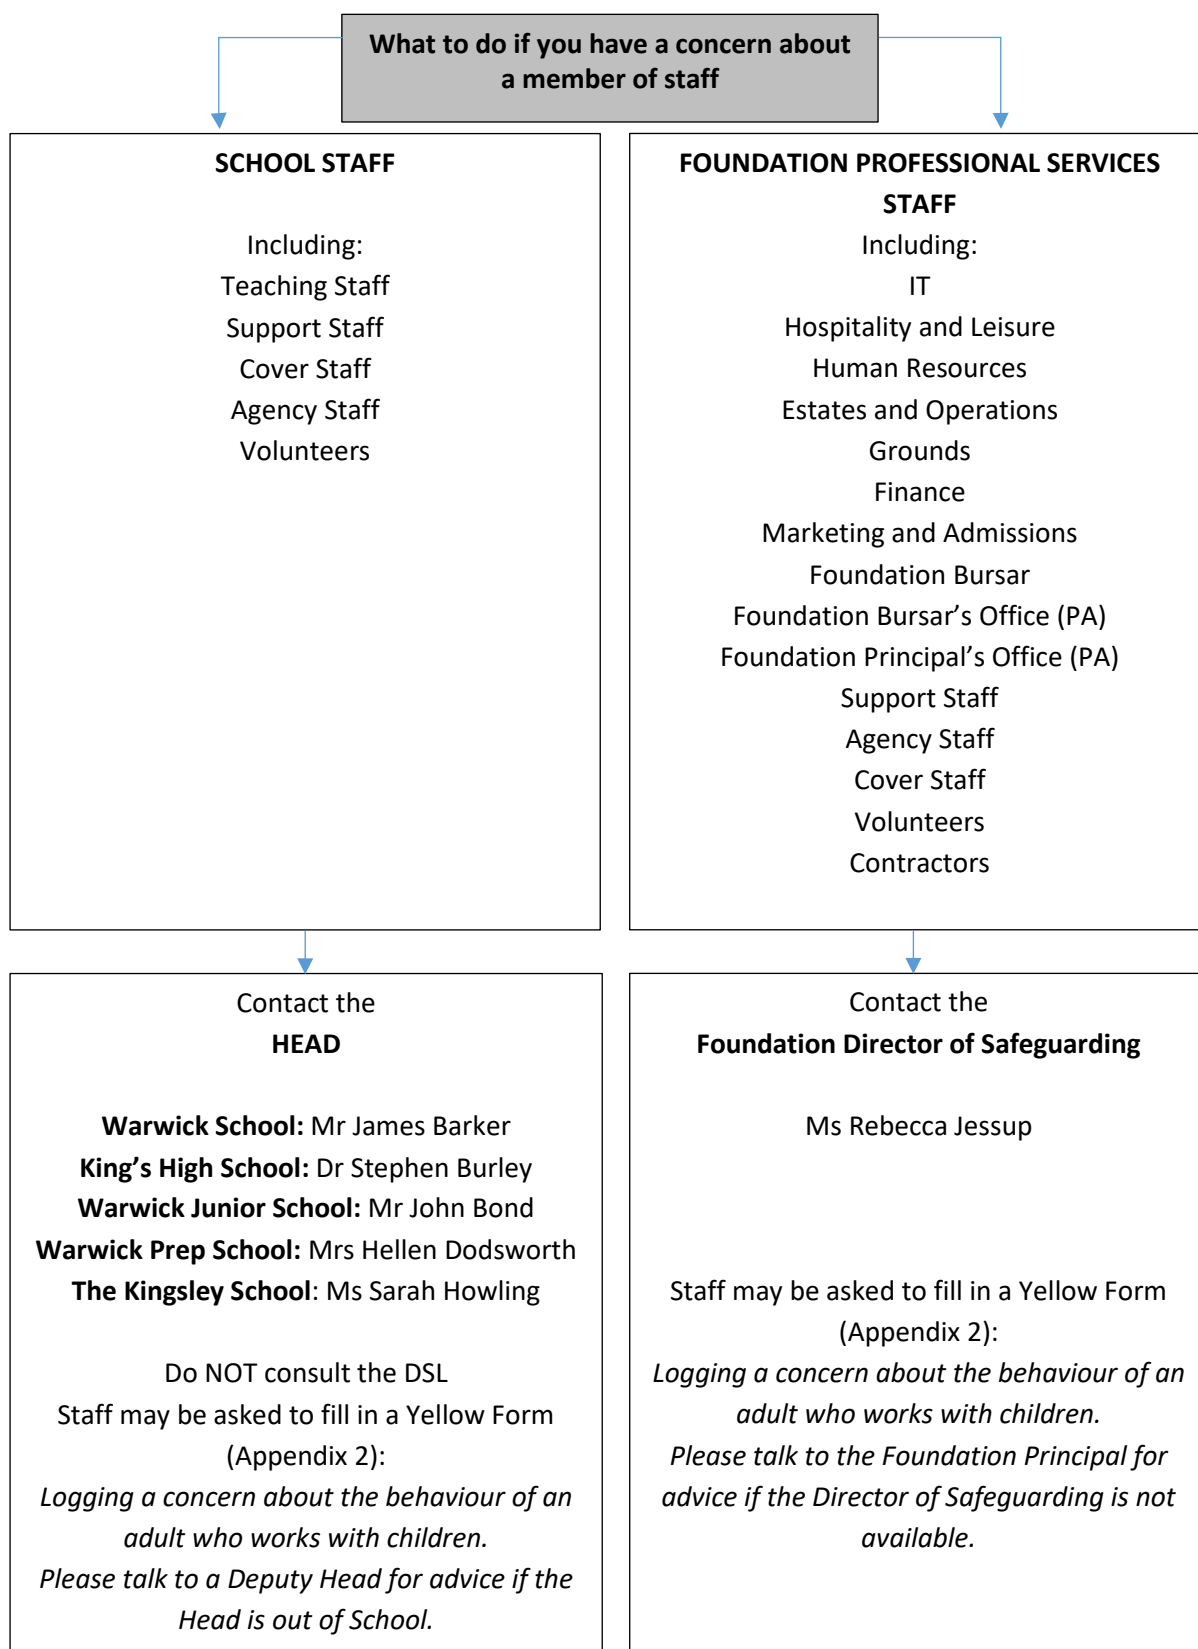 What to do if you have a concern about
a member of staff
SCHOOL STAFF
Including:
Teaching Staff
Support Staff
Cover Staff
Agency Staff
Volunteers
FOUNDATION PROFESSIONAL SERVICES
STAFF
Including:
IT
Hospitality and Leisure
Human Resources
Estates and Operations
Grounds
Finance
Marketing and Admissions
Foundation Bursar
Foundation Bursar’s Office (PA)
Foundation Principal’s Office (PA)
Support Staff
Agency Staff
Cover Staff
Volunteers
Contractors
Contact the
HEAD
Warwick School: Mr James Barker
King’s High School: Dr Stephen Burley
Warwick Junior School: Mr John Bond
Warwick Prep School: Mrs Hellen Dodsworth
The Kingsley School: Ms Sarah Howling
Do NOT consult the DSL
Staff may be asked to fill in a Yellow Form
(Appendix 2):
Logging a concern about the behaviour of an
adult who works with children.
Please talk to a Deputy Head for advice if the
Head is out of School.
Contact the
Foundation Director of Safeguarding
Ms Rebecca Jessup
Staff may be asked to fill in a Yellow Form
(Appendix 2):
Logging a concern about the behaviour of an
adult who works with children.
Please talk to the Foundation Principal for
advice if the Director of Safeguarding is not
available.